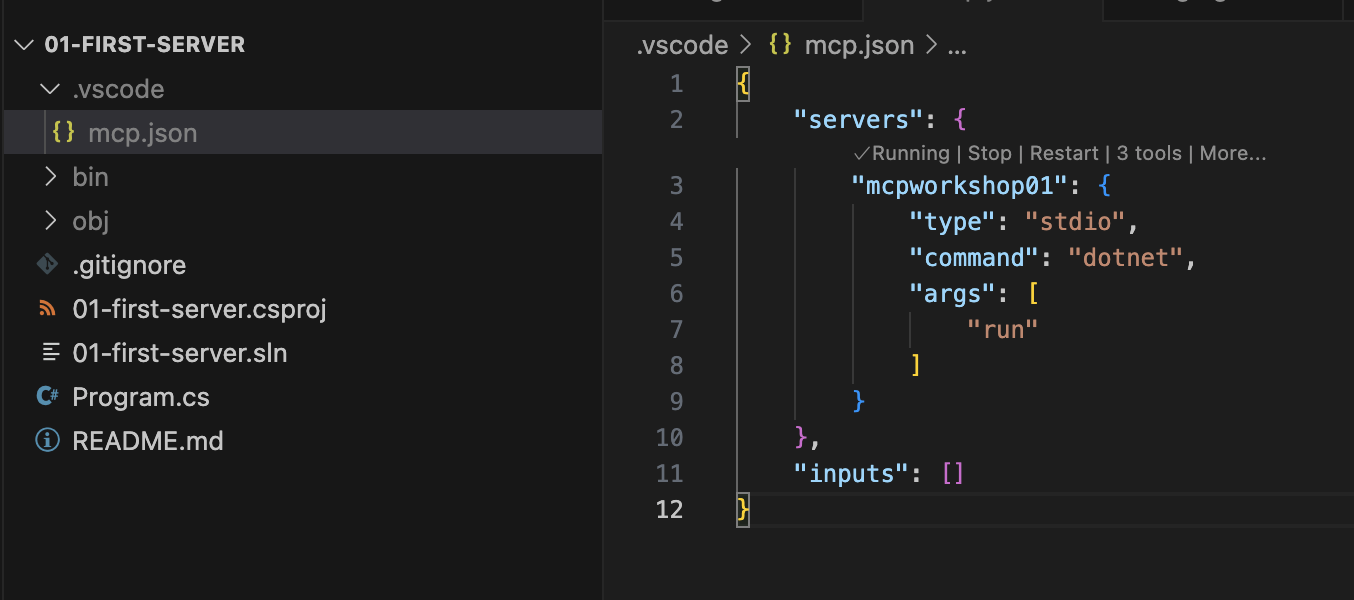 01-FIRST-SERVER
.vscode
mcp.json
bin
obj
.gitignore
01-first-server.csproj
01-first-server.sln
Program.cs
README.md
.vscode > {} mcp.json > ...
1 {
2 "servers": {
✓Running | Stop | Restart | 3 tools | More...
3 "mcpworkshop01": {
4 "type": "stdio",
5 "command": "dotnet",
6 "args": [
7 "run"
8 ]
9 }
10 },
11 "inputs": []
12 }